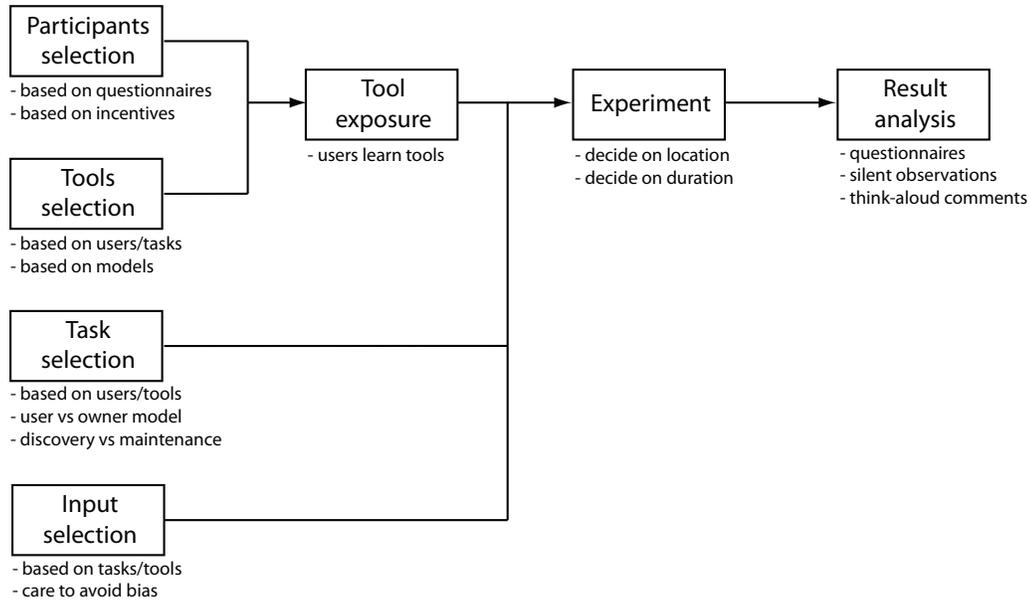 Participants
selection
- based on questionnaires
- based on incentives
Tools
selection
- based on users/tasks
- based on models
Task
selection
- based on users/tools
- user vs owner model
- discovery vs maintenance
Input
selection
- based on tasks/tools
- care to avoid bias
Tool
exposure
- users learn tools
Experiment
- decide on location
- decide on duration
Result
analysis
- questionnaires
- silent observations
- think-aloud comments